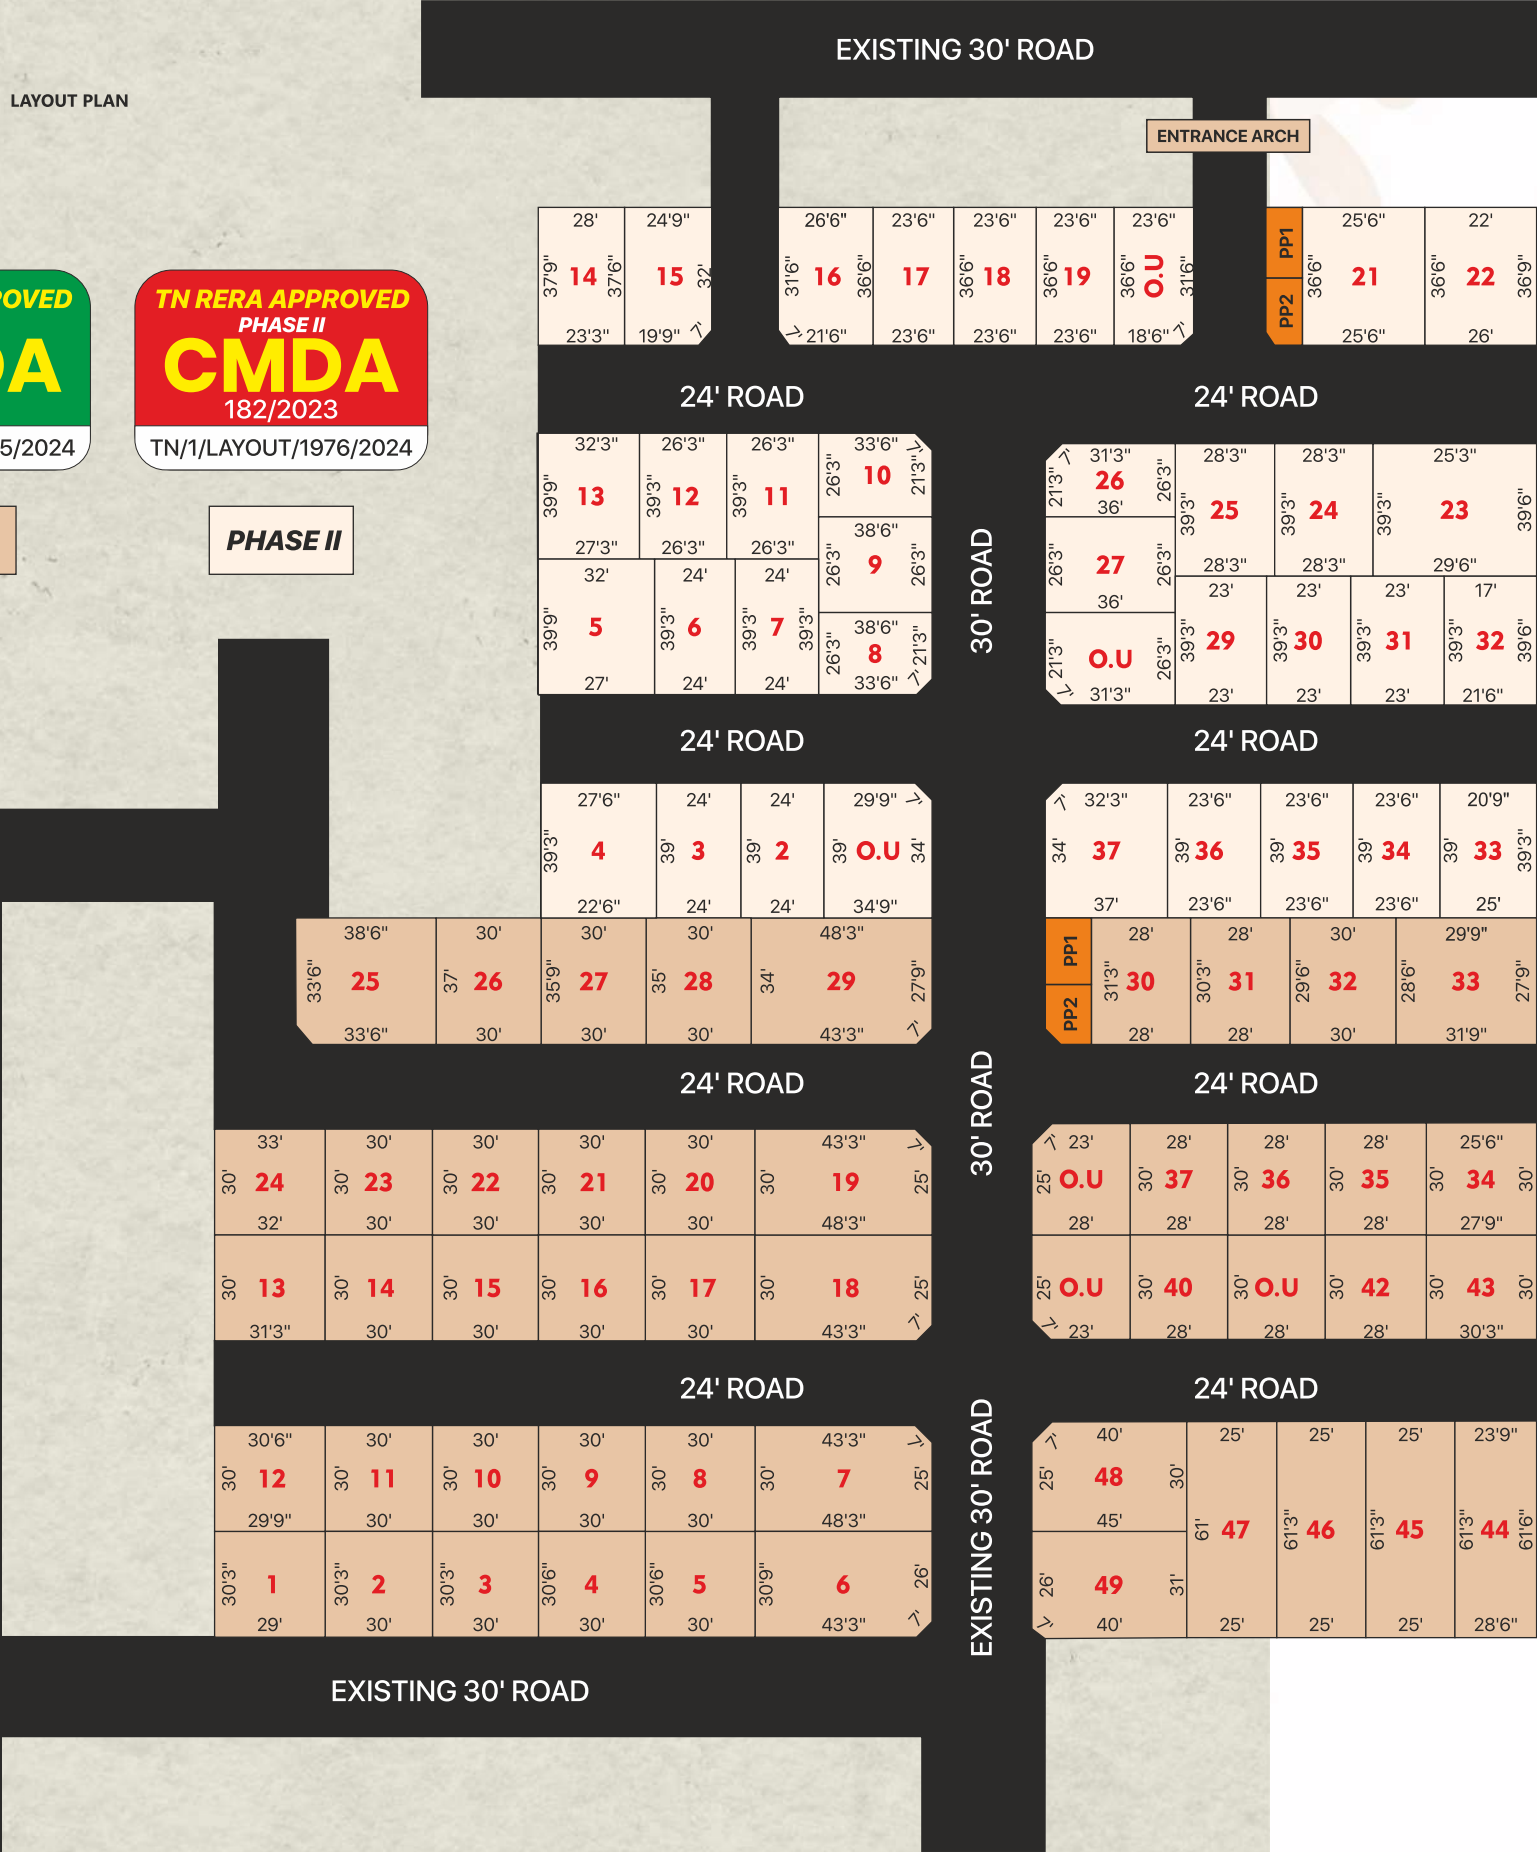 EXISTING 30' ROAD
LAYOUT PLAN
ENTRANCE ARCH
28' 24'9" 26'6" 23'6" 23'6" 23'6" 23'6" 25'6" 22'
37'9" 14 37'6" 15 32' 31'6" 16 36'6" 17 36'6" 18 36'6" 19 36'6" O.U 31'6" PP1 PP2 36'6" 21 36'6" 22 36'9"
23'3" 19'9" 7' 7' 21'6" 23'6" 23'6" 23'6" 18'6" 7' 25'6" 26'
OVED
DA
5/2024
TN RERA APPROVED
PHASE II
CMDA
182/2023
TN/1/LAYOUT/1976/2024
PHASE II
24' ROAD 24' ROAD
32'3" 26'3" 26'3" 33'6" 7'
39'9" 13 39'3" 12 39'3" 11 26'3" 10 21'3"
27'3" 26'3" 26'3"
38'6"
26'3" 9 26'3"
32' 24' 24'
39'9" 5 39'3" 6 39'3" 7 39'3"
27' 24' 24'
38'6"
26'3" 8 21'3"
33'6" 7'
30' ROAD
7' 31'3"
21'3" 26 26'3"
36'
26'3" 27 26'3"
36'
21'3" O.U 26'3"
7' 31'3"
28'3" 28'3" 25'3"
39'3" 25 39'3" 24 39'3" 23 39'6"
28'3" 28'3" 29'6"
23' 23' 23' 17'
39'3" 29 39'3" 30 39'3" 31 39'3" 32 39'6"
23' 23' 23' 21'6"
24' ROAD 24' ROAD
27'6" 24' 24' 29'9" 7' 7' 32'3" 23'6" 23'6" 23'6" 20'9"
39'3" 4 39' 3 39' 2 39' O.U 34' 34' 37 39' 36 39' 35 39' 34 39' 33 39'3"
22'6" 24' 24' 34'9" 37' 23'6" 23'6" 23'6" 25'
38'6" 30' 30' 30' 48'3" 28' 28' 30' 29'9"
33'6" 25 37' 26 35'9" 27 35' 28 34' 29 27'9" PP1 PP2 31'3" 30 30'3" 31 29'6" 32 28'6" 33 27'9"
33'6" 30' 30' 30' 43'3" 7' 28' 28' 30' 31'9"
24' ROAD 30' ROAD 24' ROAD
33' 30' 30' 30' 30' 43'3" 7' 7' 23' 28' 28' 28' 25'6"
30' 24 30' 23 30' 22 30' 21 30' 20 30' 19 25' 25' O.U 30' 37 30' 36 30' 35 30' 34 30'
32' 30' 30' 30' 30' 48'3" 28' 28' 28' 28' 27'9"
30' 13 30' 14 30' 15 30' 16 30' 17 30' 18 25' 25' O.U 30' 40 30' O.U 30' 42 30' 43 30'
31'3" 30' 30' 30' 30' 43'3" 7' 7' 23' 28' 28' 28' 30'3"
24' ROAD 24' ROAD
30'6" 30' 30' 30' 30' 43'3" 7'
30' 12 30' 11 30' 10 30' 9 30' 8 30' 7 25'
29'9" 30' 30' 30' 30' 48'3"
30'3" 1 30'3" 2 30'3" 3 30'6" 4 30'6" 5 30'9" 6 26'
29' 30' 30' 30' 30' 43'3" 7'
EXISTING 30' ROAD
7' 40'
25' 48 30'
45'
26' 49 31'
7' 40'
25' 25' 25' 23'9"
61' 47 61'3" 46 61'3" 45 61'3" 44 61'6"
25' 25' 25' 28'6"
EXISTING 30' ROAD